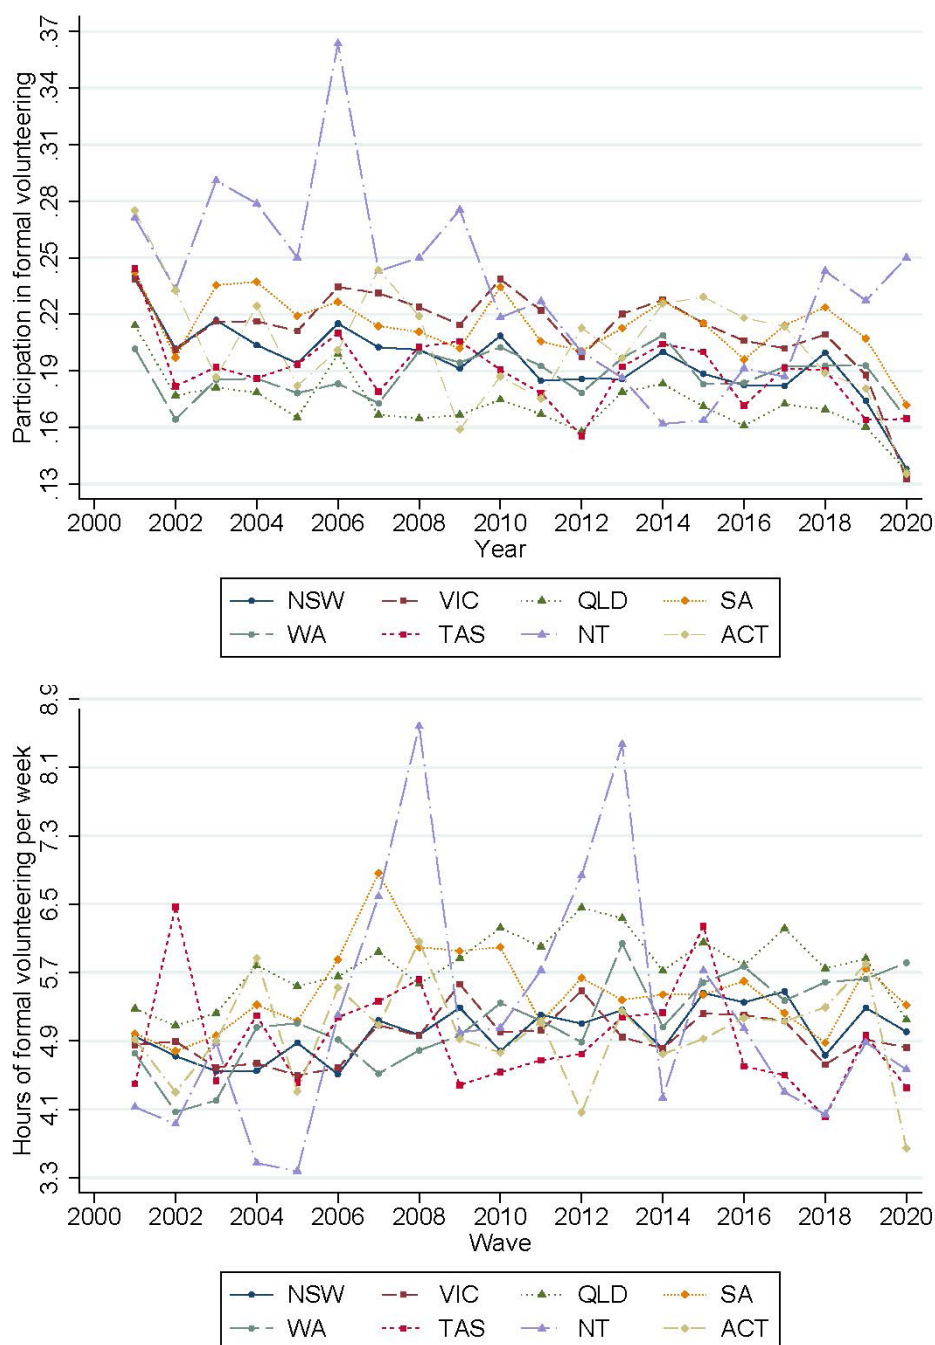 Participation in formal volunteering
.37
.34
.31
.28
.25
.22
.19
.16
.13
2000 2002 2004 2006 2008 2010 2012 2014 2016 2018 2020
Year
NSW VIC QLD SA
WA TAS NT ACT
Hours of formal volunteering per week
8.9
8.1
7.3
6.5
5.7
4.9
4.1
3.3
2000 2002 2004 2006 2008 2010 2012 2014 2016 2018 2020
Wave
NSW VIC QLD SA
WA TAS NT ACT